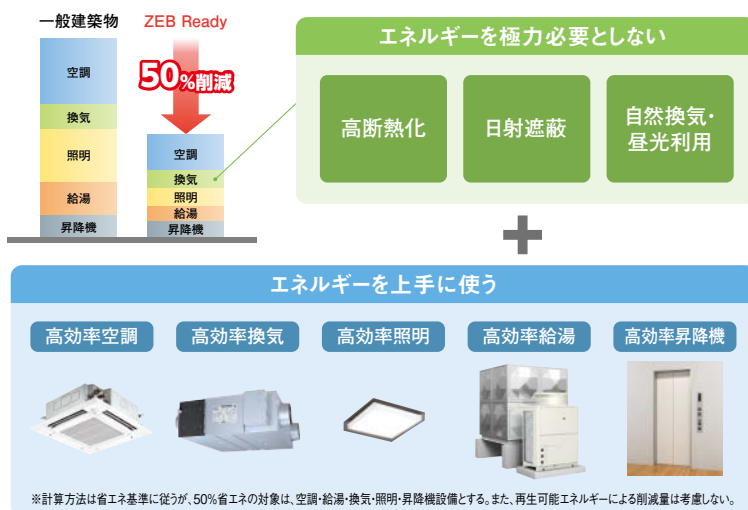 一般建築物
ZEB Ready
50%削減
空調
換気
照明
給湯
昇降機
空調
換気
照明
給湯
昇降機
エネルギーを極力必要としない
高断熱化
日射遮蔽
自然換気・
昼光利用
+
エネルギーを上手に使う
高効率空調
高効率換気
高効率照明
高効率給湯
高効率昇降機
※計算方法は省エネ基準に従うが、50%省エネの対象は、空調・給湯・換気・照明・昇降機設備とする。また、再生可能エネルギーによる削減量は考慮しない。